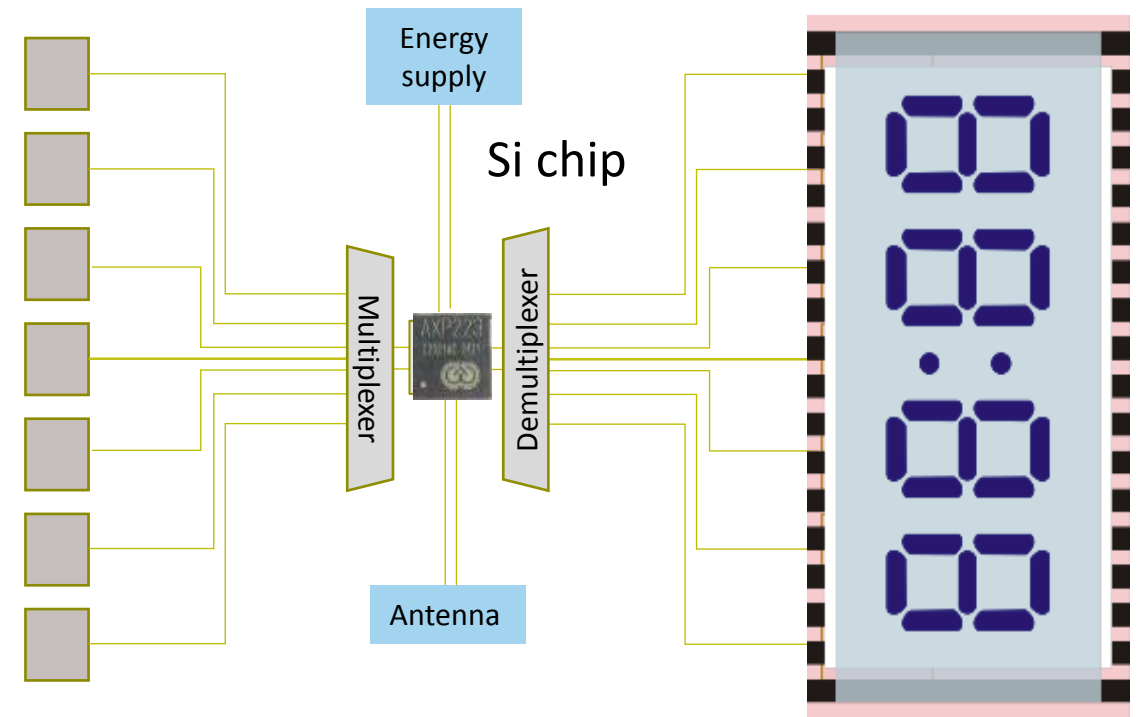 Energy
supply
Si chip
Multiplexer
AXP223
Demultiplexer
Antenna